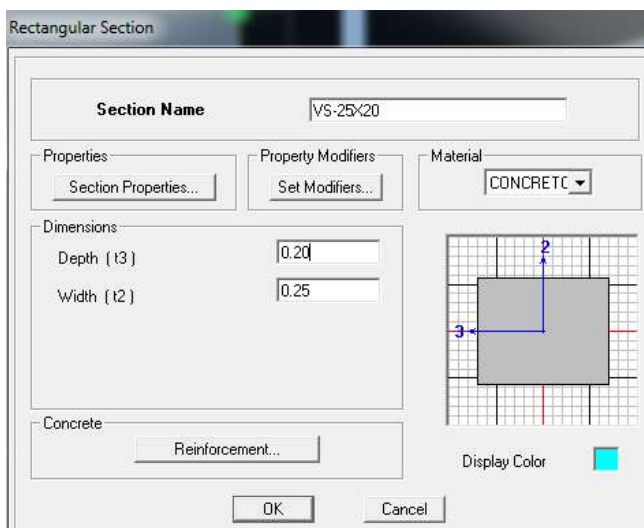 Rectangular Section
Section Name VS-25X20
Properties Property Modifiers Material
Section Properties... Set Modifiers... CONCRETO
Dimensions
Depth ( t3 ) 0.20
Width ( t2 ) 0.25
2
3
Concrete
Reinforcement...
Display Color
OK Cancel